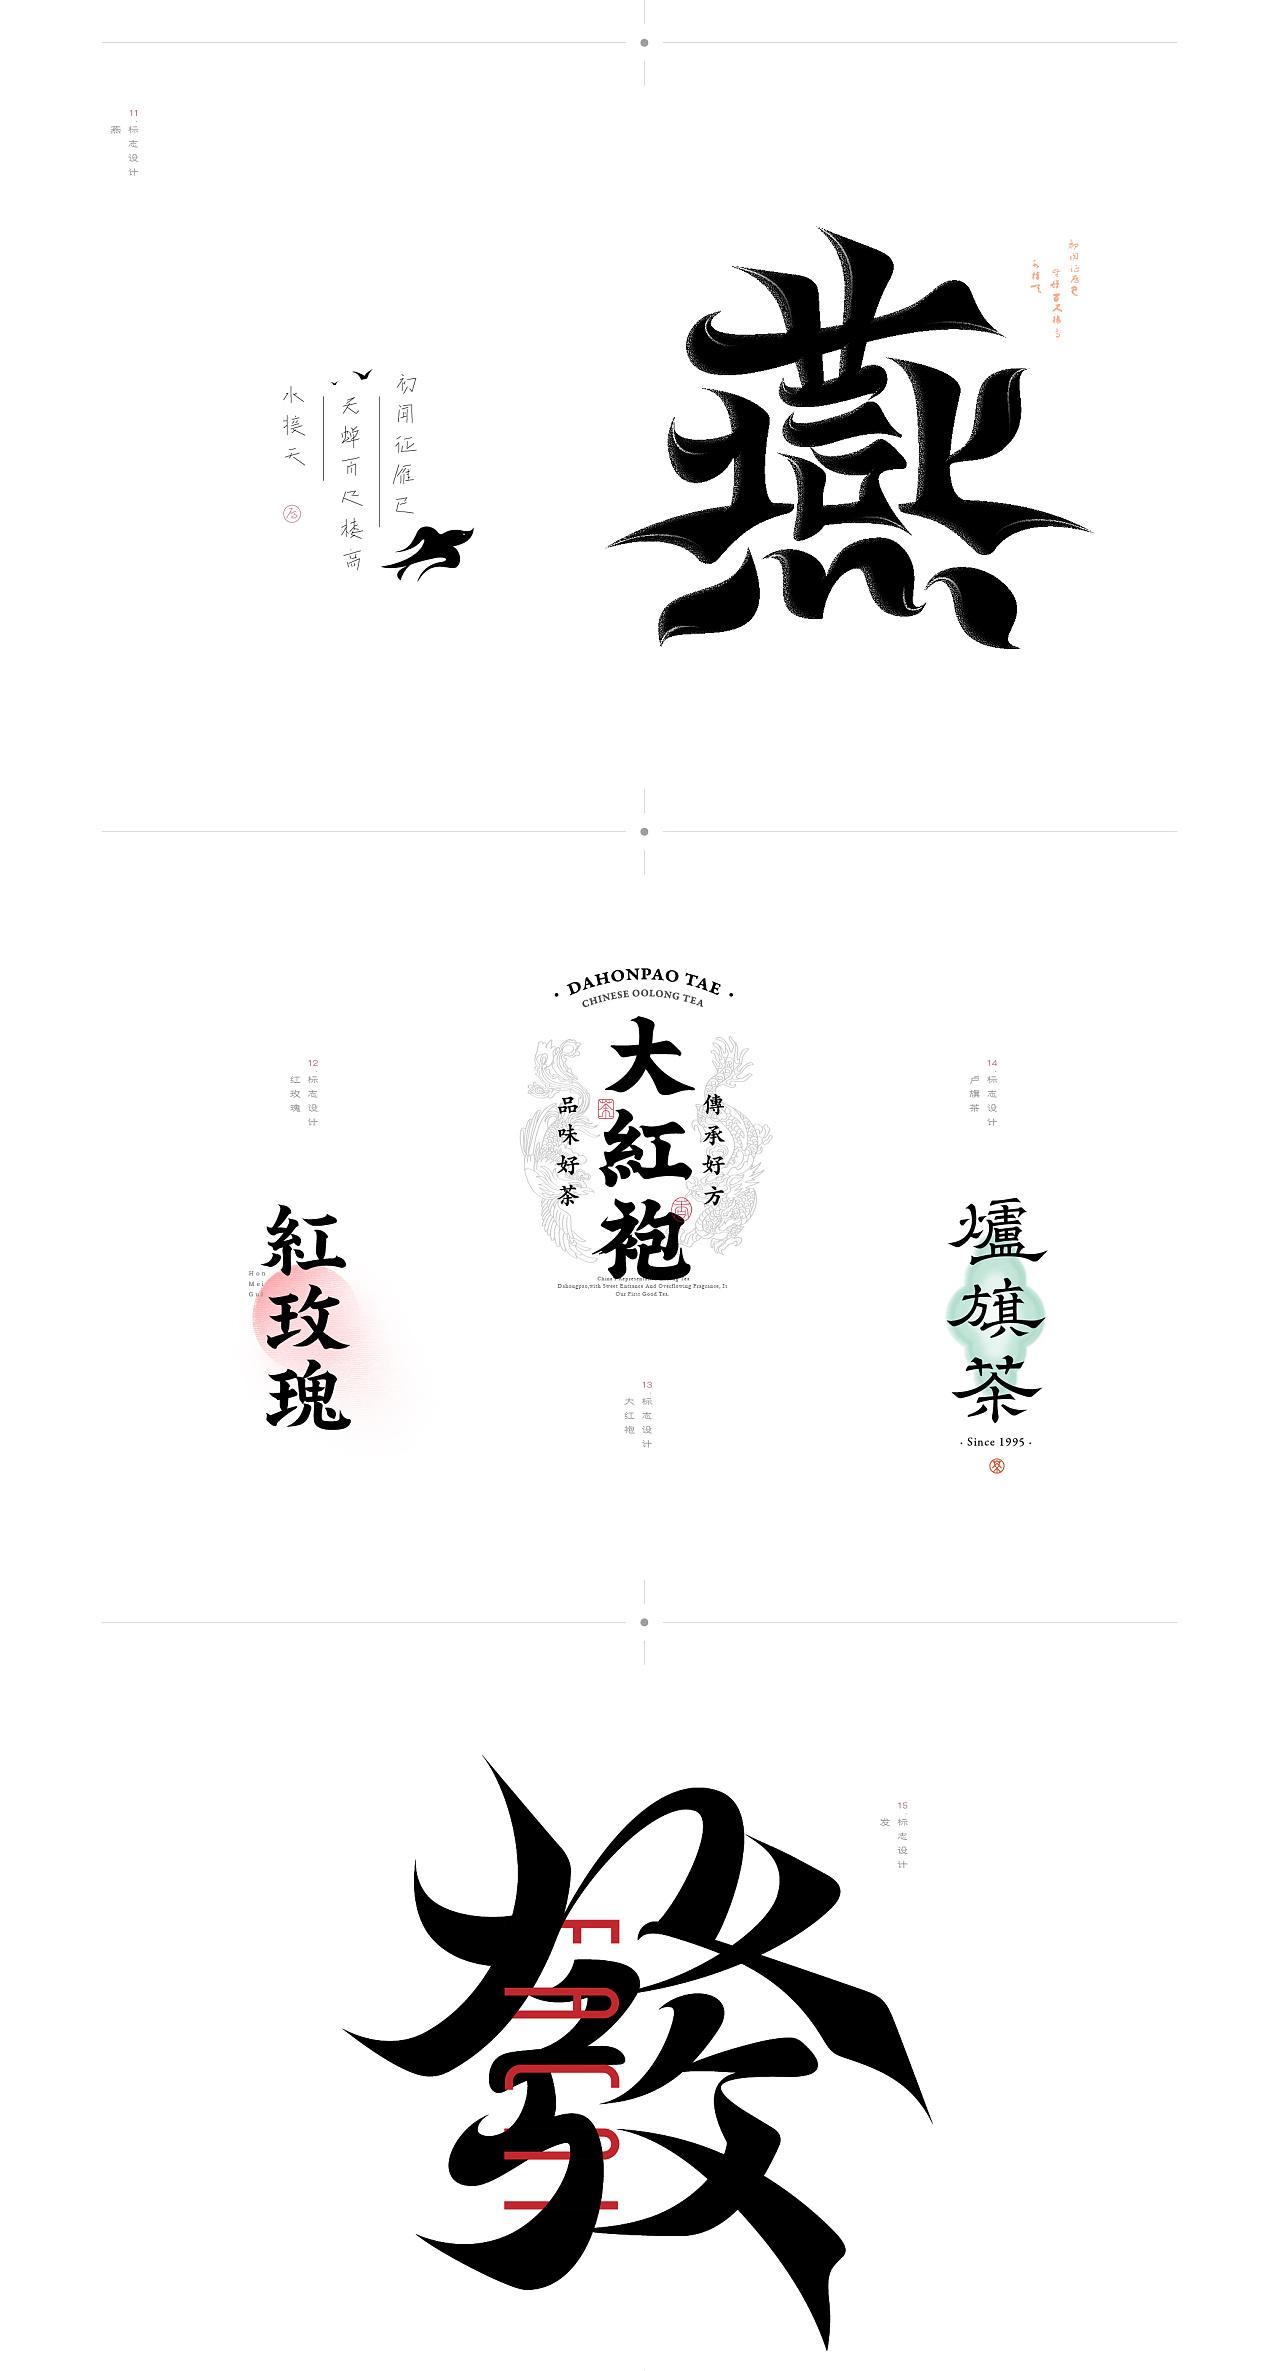 11.标志设计
燕
初闻征雁已
无蝉百尺楼高
水接天
燕
12.标志设计
红玫瑰
Hon
Mei
Gui
紅玫瑰
· DAHONPAO TAE ·
CHINESE OOLONG TEA
大紅袍
傳承好方
品味好茶
茶
Dahongpao,with Sweet Entrance And Overflowing Fragrance, It
Our First Good Tea.
13.标志设计
大红袍
14.标志设计
卢旗茶
爐旗茶
· Since 1995 ·
15.标志设计
发
發